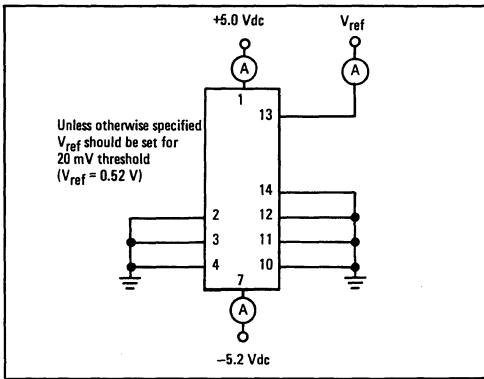 +5.0 Vdc
Vref
A
A
1
13
Unless otherwise specified
Vref should be set for
20 mV threshold
(Vref = 0.52 V)
14
2
12
3
11
4
10
7
A
−5.2 Vdc